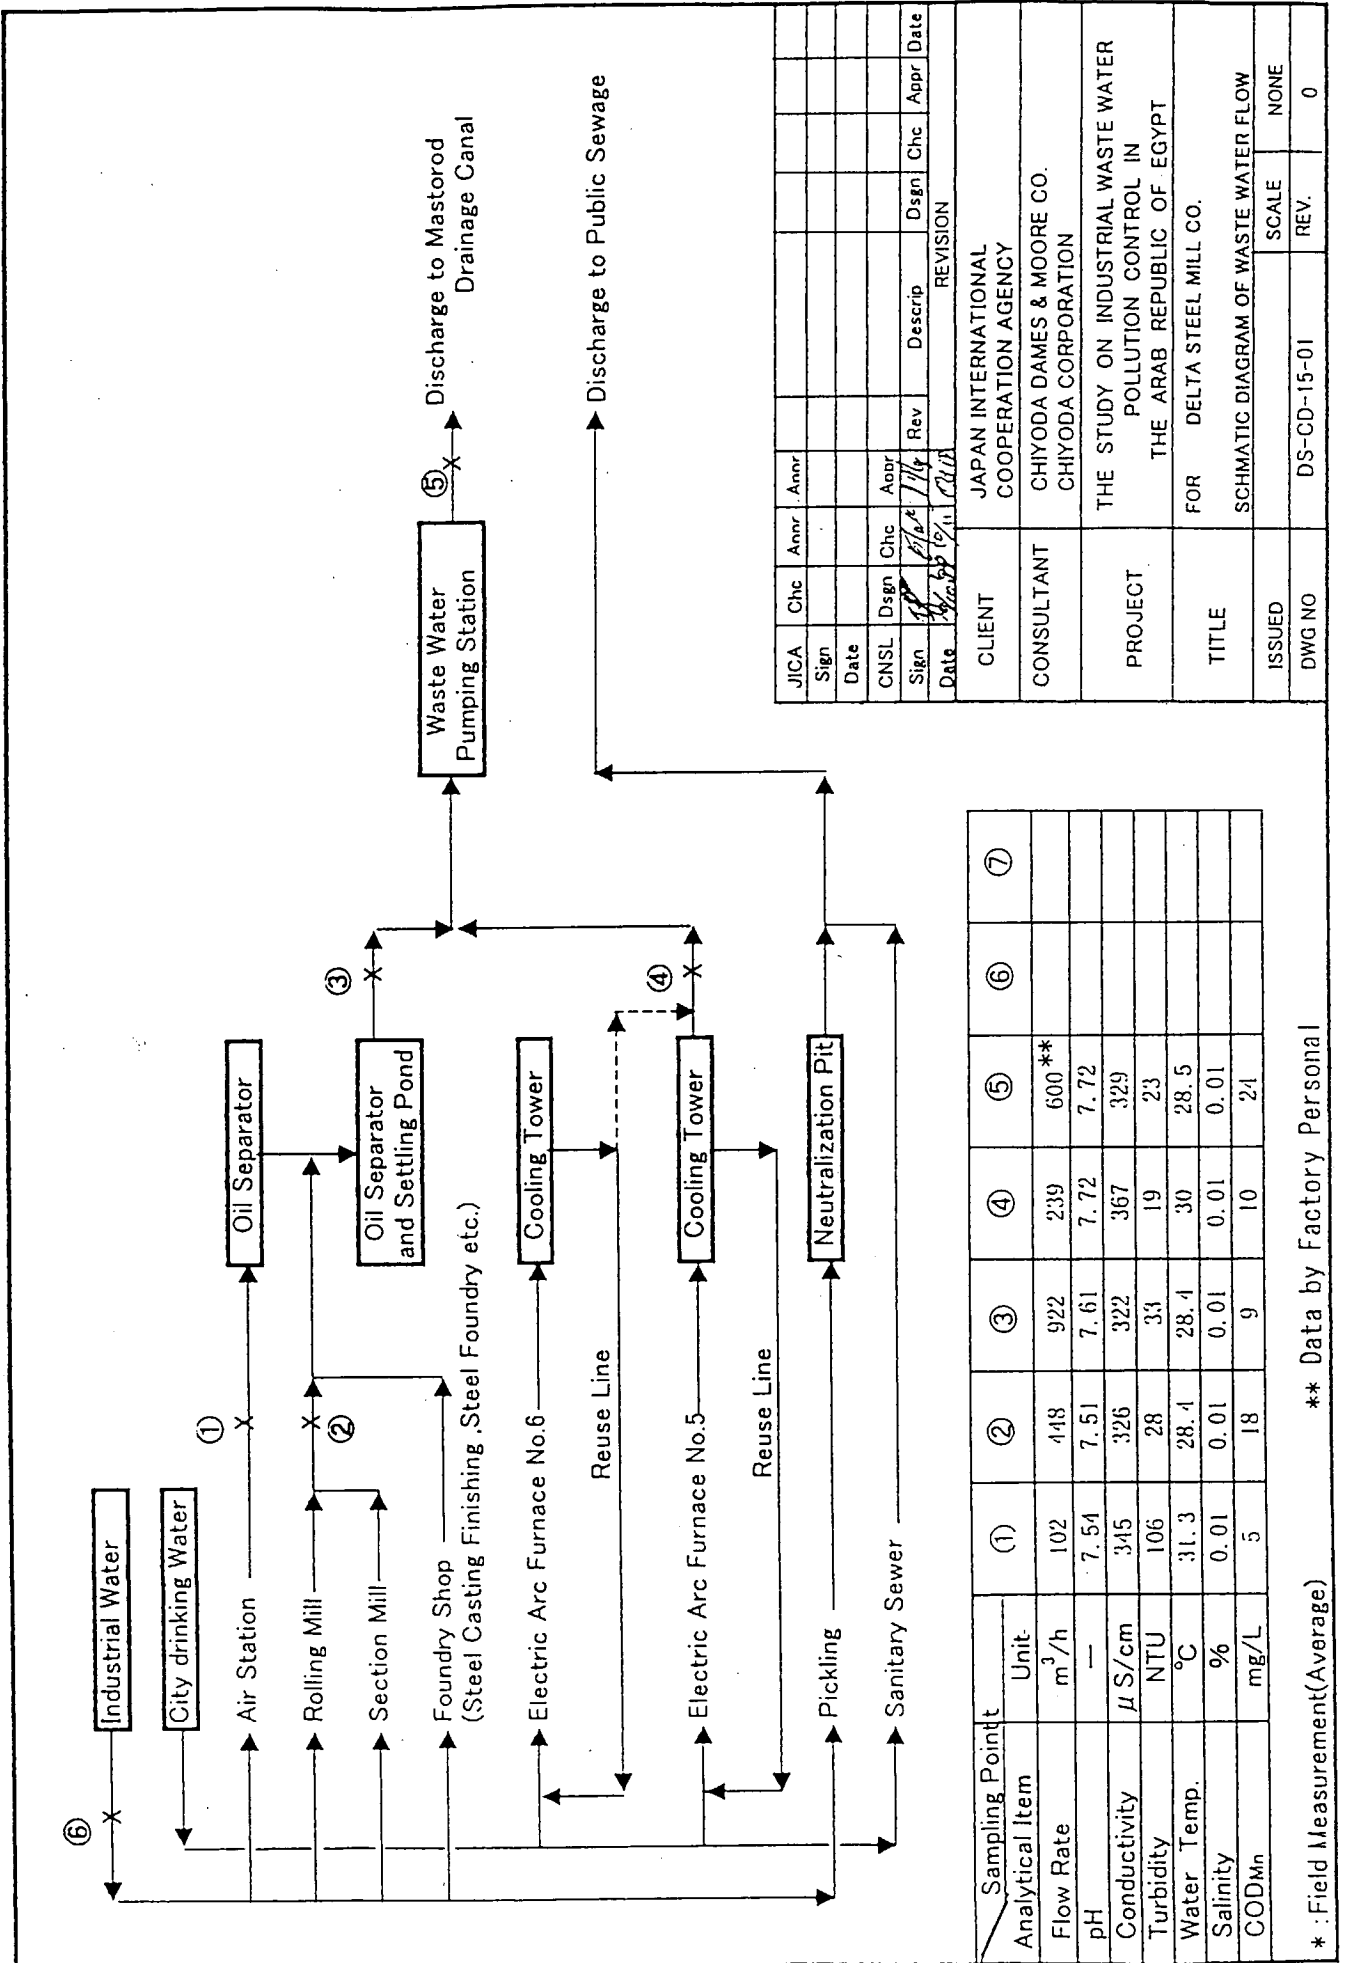 ⑥
Industrial Water
City drinking Water
Air Station
①
Oil Separator
Rolling Mill
②
Section Mill
Foundry Shop
(Steel Casting Finishing ,Steel Foundry etc.)
Oil Separator
and Settling Pond
③
Electric Arc Furnace No.6
Cooling Tower
Reuse Line
Electric Arc Furnace No.5
Cooling Tower
④
Reuse Line
Pickling
Neutralization Pit
Sanitary Sewer
Waste Water
Pumping Station
⑤
Discharge to Mastorod
Drainage Canal
Discharge to Public Sewage
Sampling Point ① ② ③ ④ ⑤ ⑥ ⑦
Analytical Item Unit
Flow Rate m³/h 102 448 922 239 600**
pH — 7.54 7.51 7.61 7.72 7.72
Conductivity μS/cm 345 326 322 367 329
Turbidity NTU 106 28 33 19 23
Water Temp. °C 31.3 28.4 28.4 30 28.5
Salinity % 0.01 0.01 0.01 0.01 0.01
CODMn mg/L 5 18 9 10 24
* : Field Measurement(Average) ** Data by Factory Personal
JICA Chc Appr Appr
Sign
Date
CNSL Dsgn Chc Appr
Sign Rev Descrip Dsgn Chc Appr Date
Date REVISION
CLIENT JAPAN INTERNATIONAL
COOPERATION AGENCY
CONSULTANT CHIYODA DAMES & MOORE CO.
CHIYODA CORPORATION
PROJECT THE STUDY ON INDUSTRIAL WASTE WATER
POLLUTION CONTROL IN
THE ARAB REPUBLIC OF EGYPT
TITLE FOR DELTA STEEL MILL CO.
SCHMATIC DIAGRAM OF WASTE WATER FLOW
ISSUED SCALE NONE
DWG NO DS-CD-15-01 REV. 0